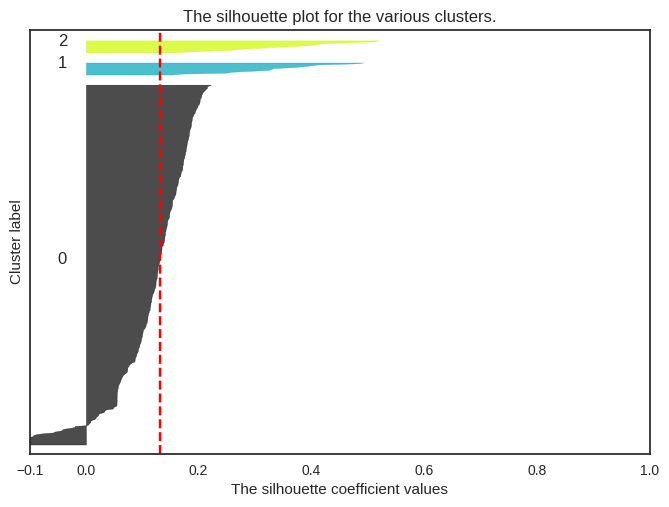 The silhouette plot for the various clusters.
2
1
0
Cluster label
−0.1 0.0 0.2 0.4 0.6 0.8 1.0
The silhouette coefficient values